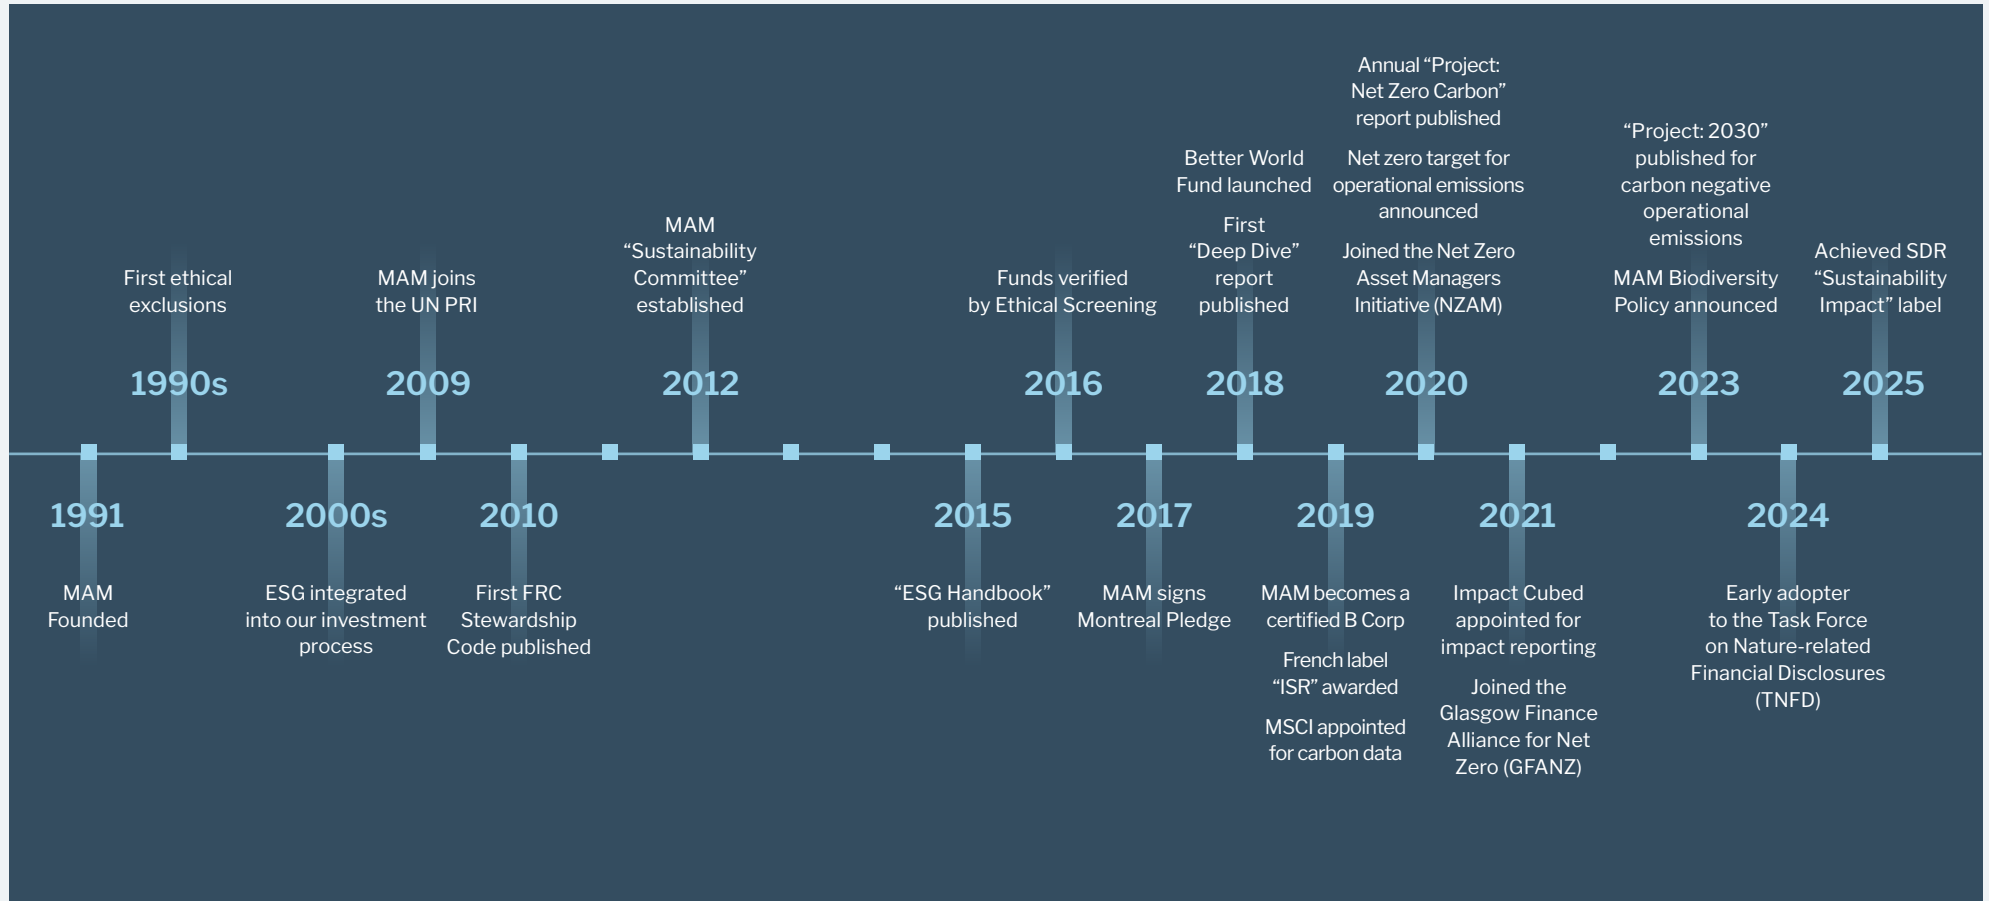 1991
MAM
Founded
First ethical
exclusions
1990s
2000s
ESG integrated
into our investment
process
MAM joins
the UN PRI
2009
2010
First FRC
Stewardship
Code published
MAM
“Sustainability
Committee”
established
2012
2015
“ESG Handbook”
published
Funds verified
by Ethical Screening
2016
2017
MAM signs
Montreal Pledge
Better World
Fund launched
First
“Deep Dive”
report
published
2018
2019
MAM becomes a
certified B Corp
French label
“ISR” awarded
MSCI appointed
for carbon data
Annual “Project:
Net Zero Carbon”
report published
Net zero target for
operational emissions
announced
Joined the Net Zero
Asset Managers
Initiative (NZAM)
2020
2021
Impact Cubed
appointed for
impact reporting
Joined the
Glasgow Finance
Alliance for Net
Zero (GFANZ)
“Project: 2030”
published for
carbon negative
operational
emissions
MAM Biodiversity
Policy announced
2023
2024
Early adopter
to the Task Force
on Nature-related
Financial Disclosures
(TNFD)
Achieved SDR
“Sustainability
Impact” label
2025